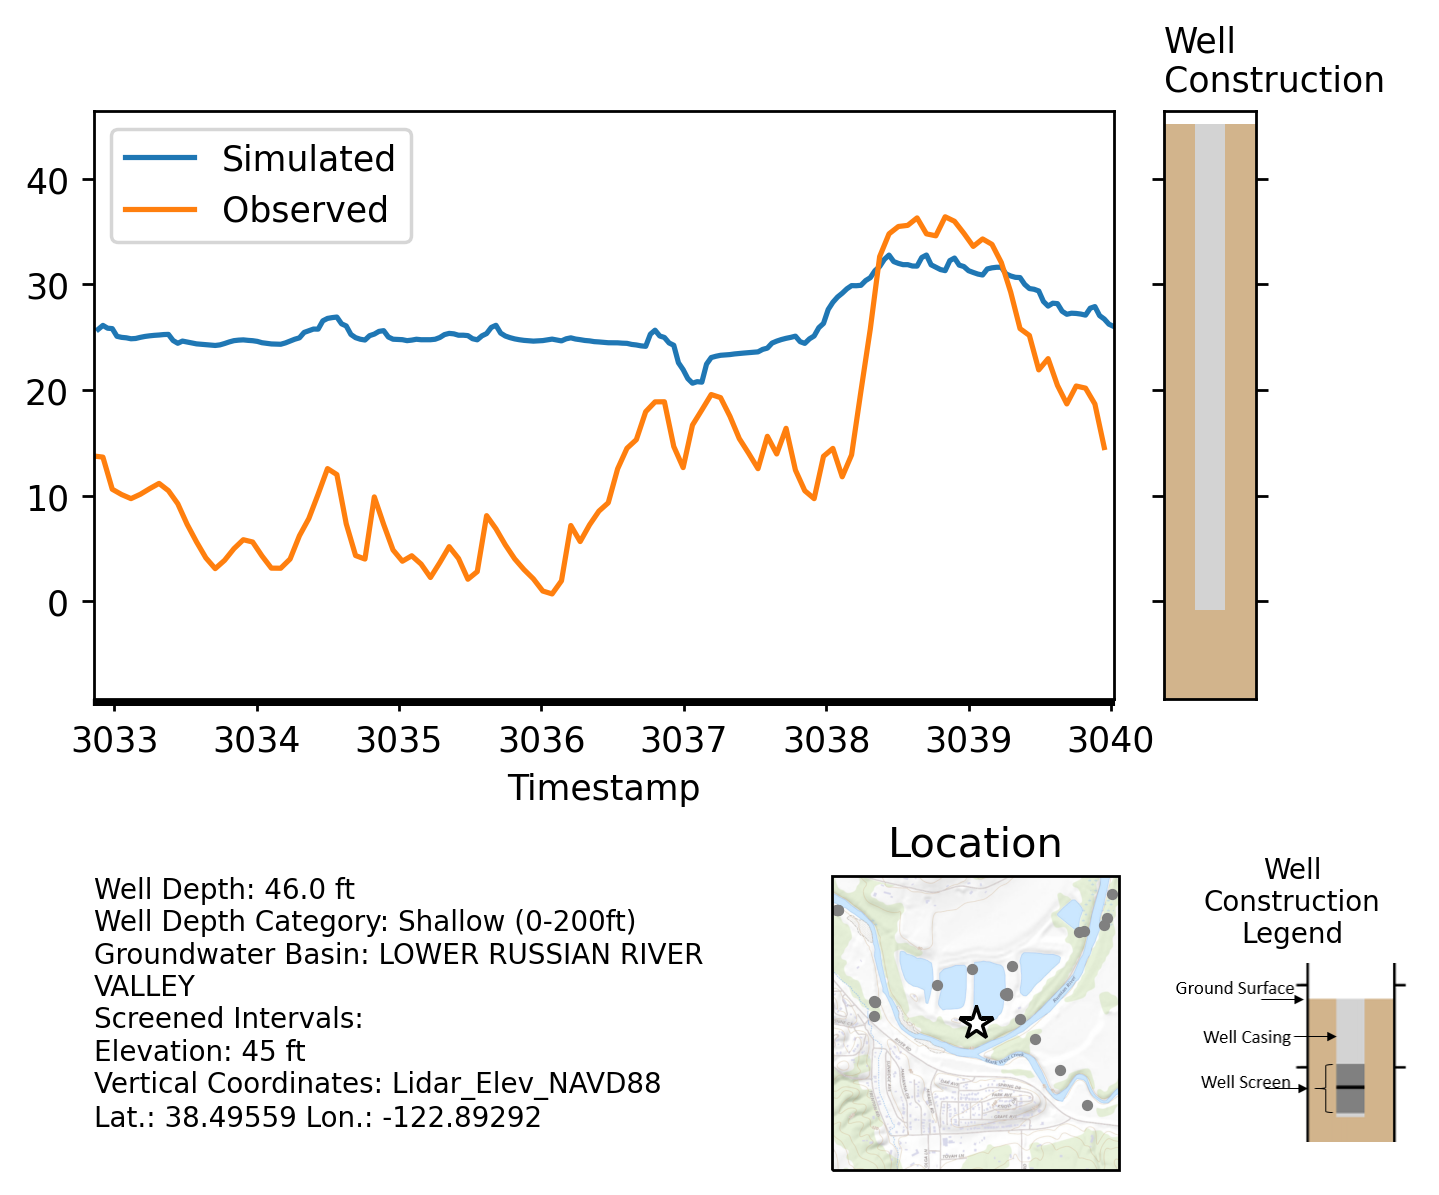 Well
Construction
Simulated
Observed
40
30
20
10
0
3033 3034 3035 3036 3037 3038 3039 3040
Timestamp
Well Depth: 46.0 ft
Well Depth Category: Shallow (0-200ft)
Groundwater Basin: LOWER RUSSIAN RIVER
VALLEY
Screened Intervals:
Elevation: 45 ft
Vertical Coordinates: Lidar_Elev_NAVD88
Lat.: 38.49559 Lon.: -122.89292
Location
Well
Construction
Legend
Ground Surface
Well Casing
Well Screen